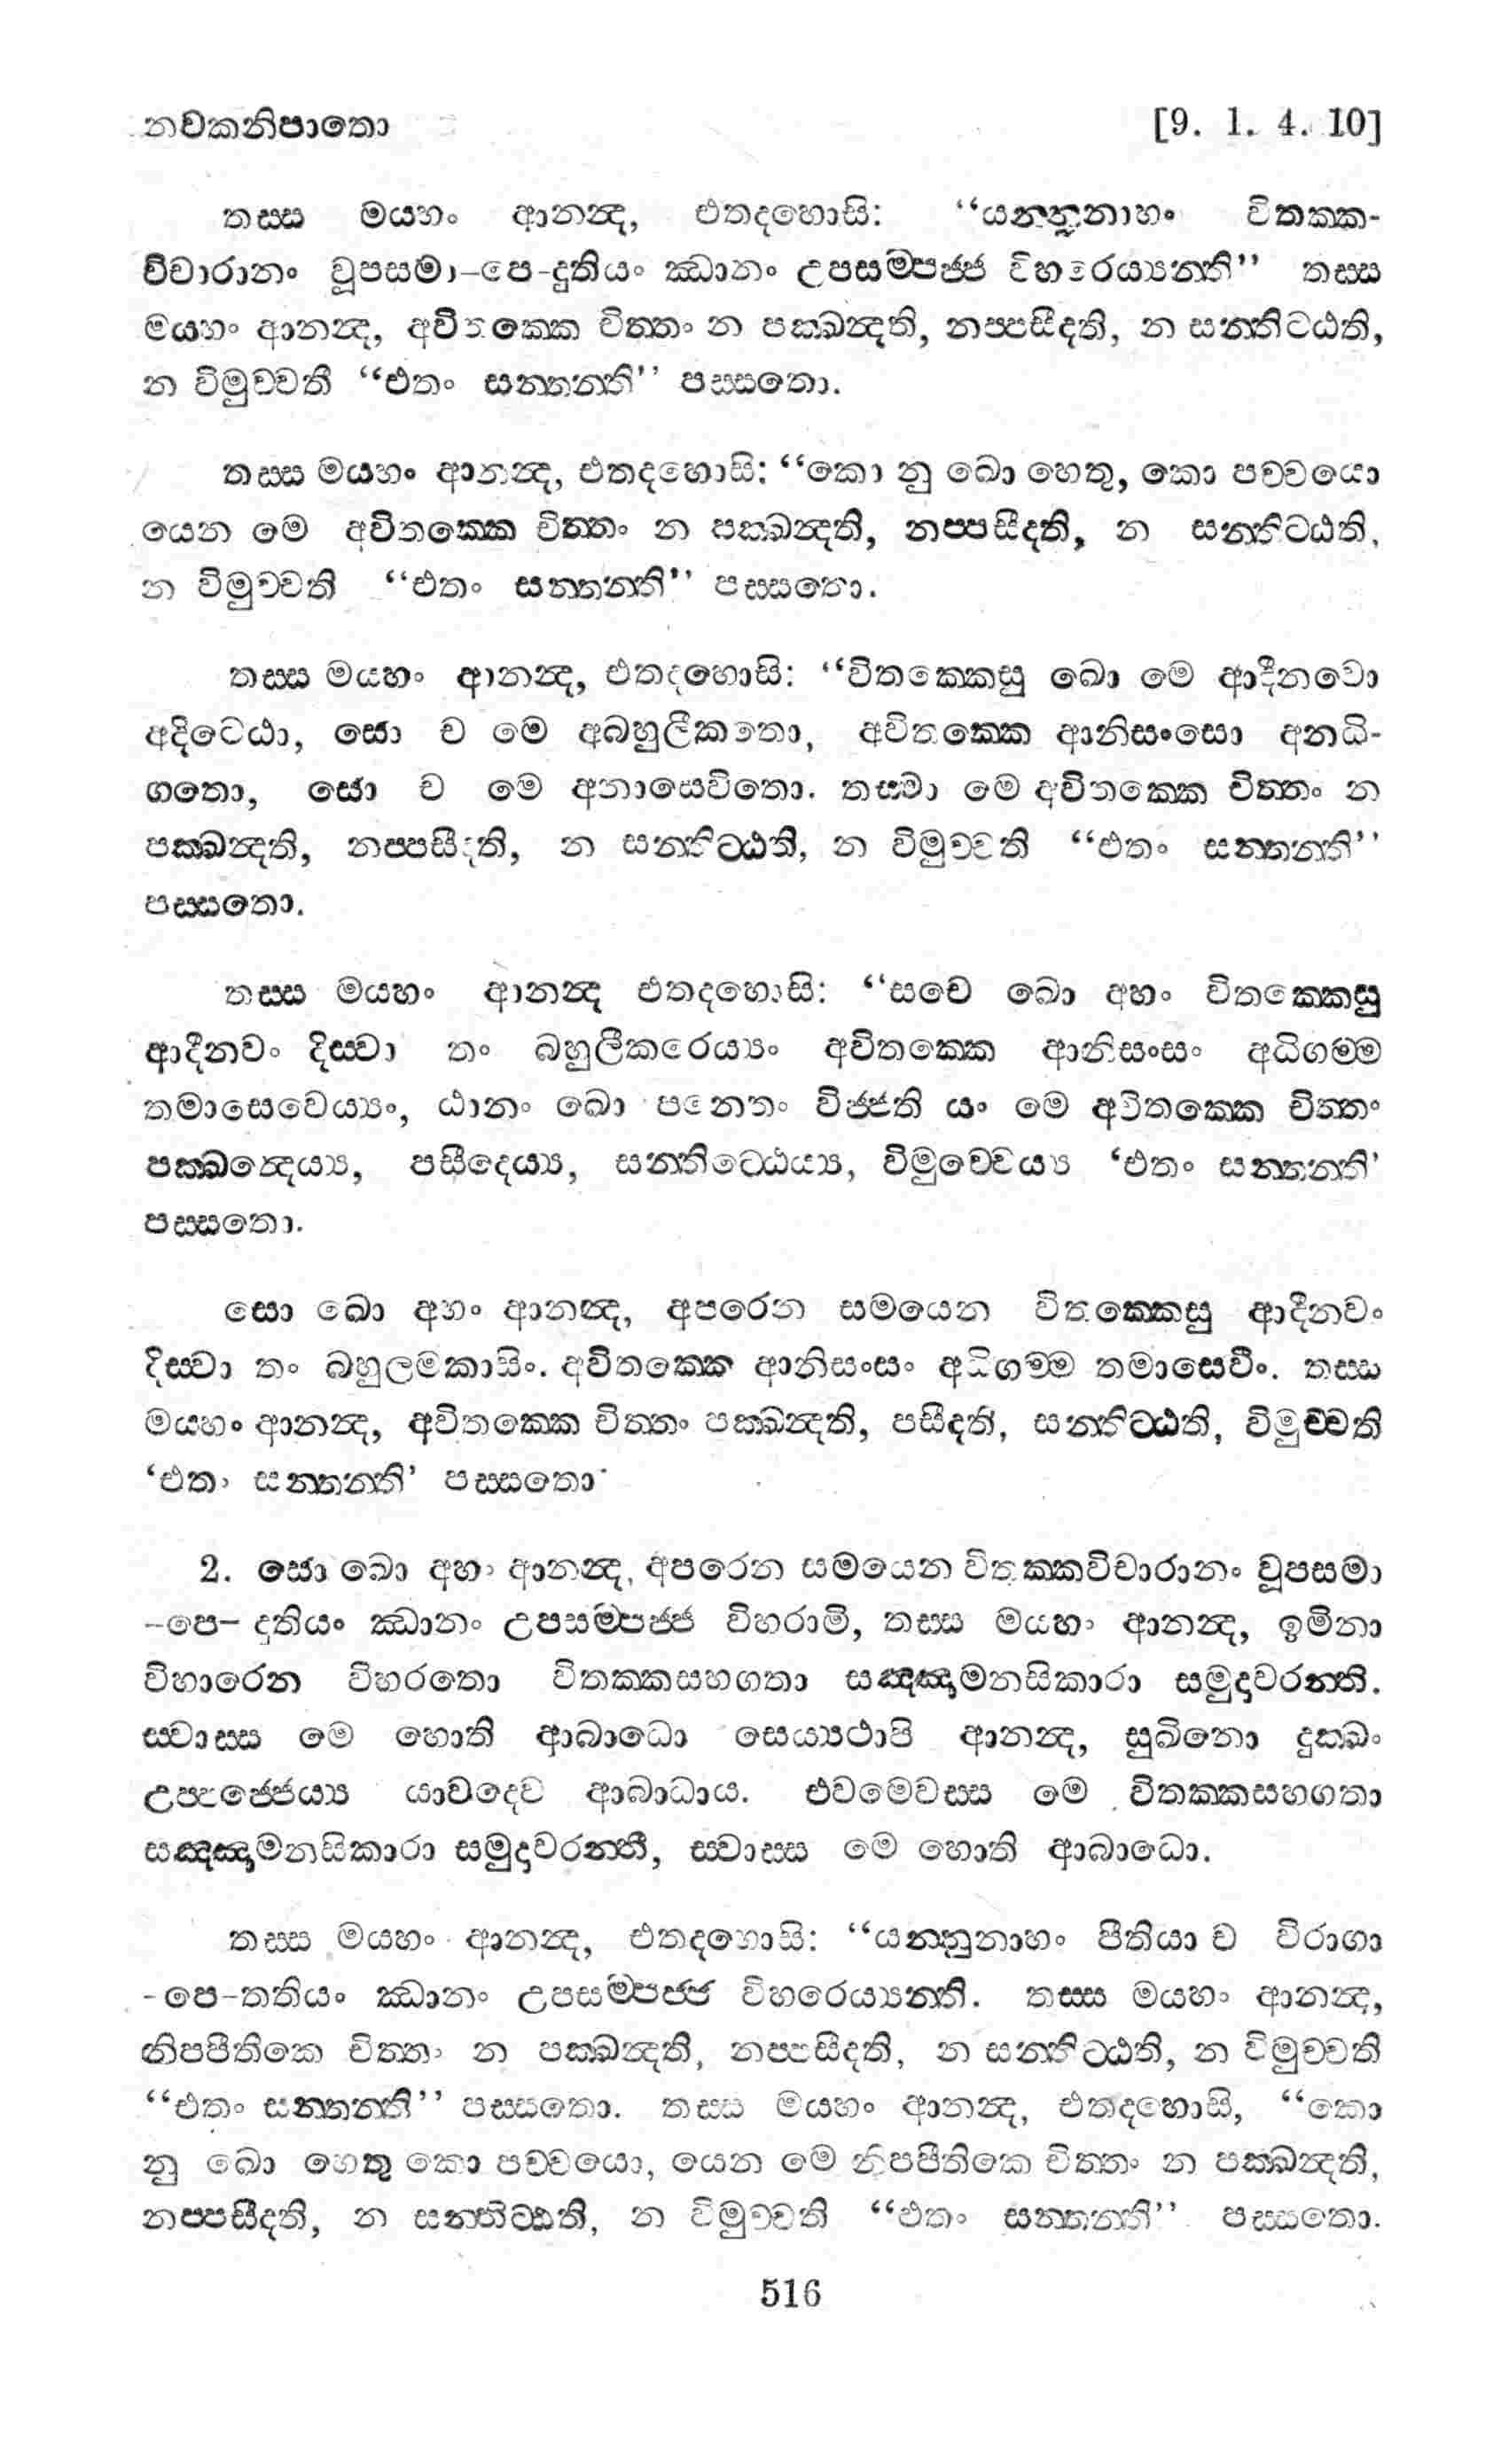 නවකනිපාතො [9. 1. 4. 10]
තස්ස මය්හං ආනන්ද, එතදහොසි: “යන්නූනාහං විතක්ක-
විචාරානං වූපසමා-පෙ-දුතියං ඣානං උපසම්පජ්ජ විහරෙය්‍යන්ති” තස්ස
මය්හං ආනන්ද, අවිතක්කෙ චිත්තං න පක්ඛන්දති, නප්පසීදති, න සන්තිට්ඨති,
න විමුච්චති “එතං සන්තන්ති” පස්සතො.
තස්ස මය්හං ආනන්ද, එතදහොසි: “කො නු ඛො හෙතු, කො පච්චයො
යෙන මෙ අවිතක්කෙ චිත්තං න පක්ඛන්දති, නප්පසීදති, න සන්තිට්ඨති,
න විමුච්චති “එතං සන්තන්ති” පස්සතො.
තස්ස මය්හං ආනන්ද, එතදහොසි: “විතක්කෙසු ඛො මෙ ආදීනවො
අදිට්ඨො, සො ච මෙ අබහුලීකතො, අවිතක්කෙ ආනිසංසො අනධි-
ගතො, සො ච මෙ අනාසෙවිතො. තස්මා මෙ අවිතක්කෙ චිත්තං න
පක්ඛන්දති, නප්පසීදති, න සන්තිට්ඨති, න විමුච්චති “එතං සන්තන්ති”
පස්සතො.
තස්ස මය්හං ආනන්ද එතදහොසි: “සචෙ ඛො අහං විතක්කෙසු
ආදීනවං දිස්වා තං බහුලීකරෙය්‍යං අවිතක්කෙ ආනිසංසං අධිගම්ම
තමාසෙවෙය්‍යං, ඨානං ඛො පනෙතං විජ්ජති යං මෙ අවිතක්කෙ චිත්තං
පක්ඛන්දෙය්‍ය, පසීදෙය්‍ය, සන්තිට්ඨෙය්‍ය, විමුච්චෙය්‍ය ‘එතං සන්තන්ති’
පස්සතො.
සො ඛො අහං ආනන්ද, අපරෙන සමයෙන විතක්කෙසු ආදීනවං
දිස්වා තං බහුලමකාසිං. අවිතක්කෙ ආනිසංසං අධිගම්ම තමාසෙවිං. තස්ස
මය්හං ආනන්ද, අවිතක්කෙ චිත්තං පක්ඛන්දති, පසීදති, සන්තිට්ඨති, විමුච්චති
‘එතං සන්තන්ති’ පස්සතො.
2. සො ඛො අහං ආනන්ද, අපරෙන සමයෙන විතක්කවිචාරානං වූපසමා
-පෙ- දුතියං ඣානං උපසම්පජ්ජ විහරාමි, තස්ස මය්හං ආනන්ද, ඉමිනා
විහාරෙන විහරතො විතක්කසහගතා සඤ්ඤාමනසිකාරා සමුදාචරන්ති.
ස්වාස්ස මෙ හොති ආබාධො සෙය්‍යථාපි ආනන්ද, සුඛිනො දුක්ඛං
උප්පජ්ජෙය්‍ය යාවදෙව ආබාධාය. එවමෙවස්ස මෙ විතක්කසහගතා
සඤ්ඤාමනසිකාරා සමුදාචරන්ති, ස්වාස්ස මෙ හොති ආබාධො.
තස්ස මය්හං ආනන්ද, එතදහොසි: “යන්නූනාහං පීතියා ච විරාගා
-පෙ-තතියං ඣානං උපසම්පජ්ජ විහරෙය්‍යන්ති. තස්ස මය්හං ආනන්ද,
නිප්පීතිකෙ චිත්තං න පක්ඛන්දති, නප්පසීදති, න සන්තිට්ඨති, න විමුච්චති
“එතං සන්තන්ති” පස්සතො. තස්ස මය්හං ආනන්ද, එතදහොසි, “කො
නු ඛො හෙතු කො පච්චයො, යෙන මෙ නිප්පීතිකෙ චිත්තං න පක්ඛන්දති,
නප්පසීදති, න සන්තිට්ඨති, න විමුච්චති “එතං සන්තන්ති” පස්සතො.
516